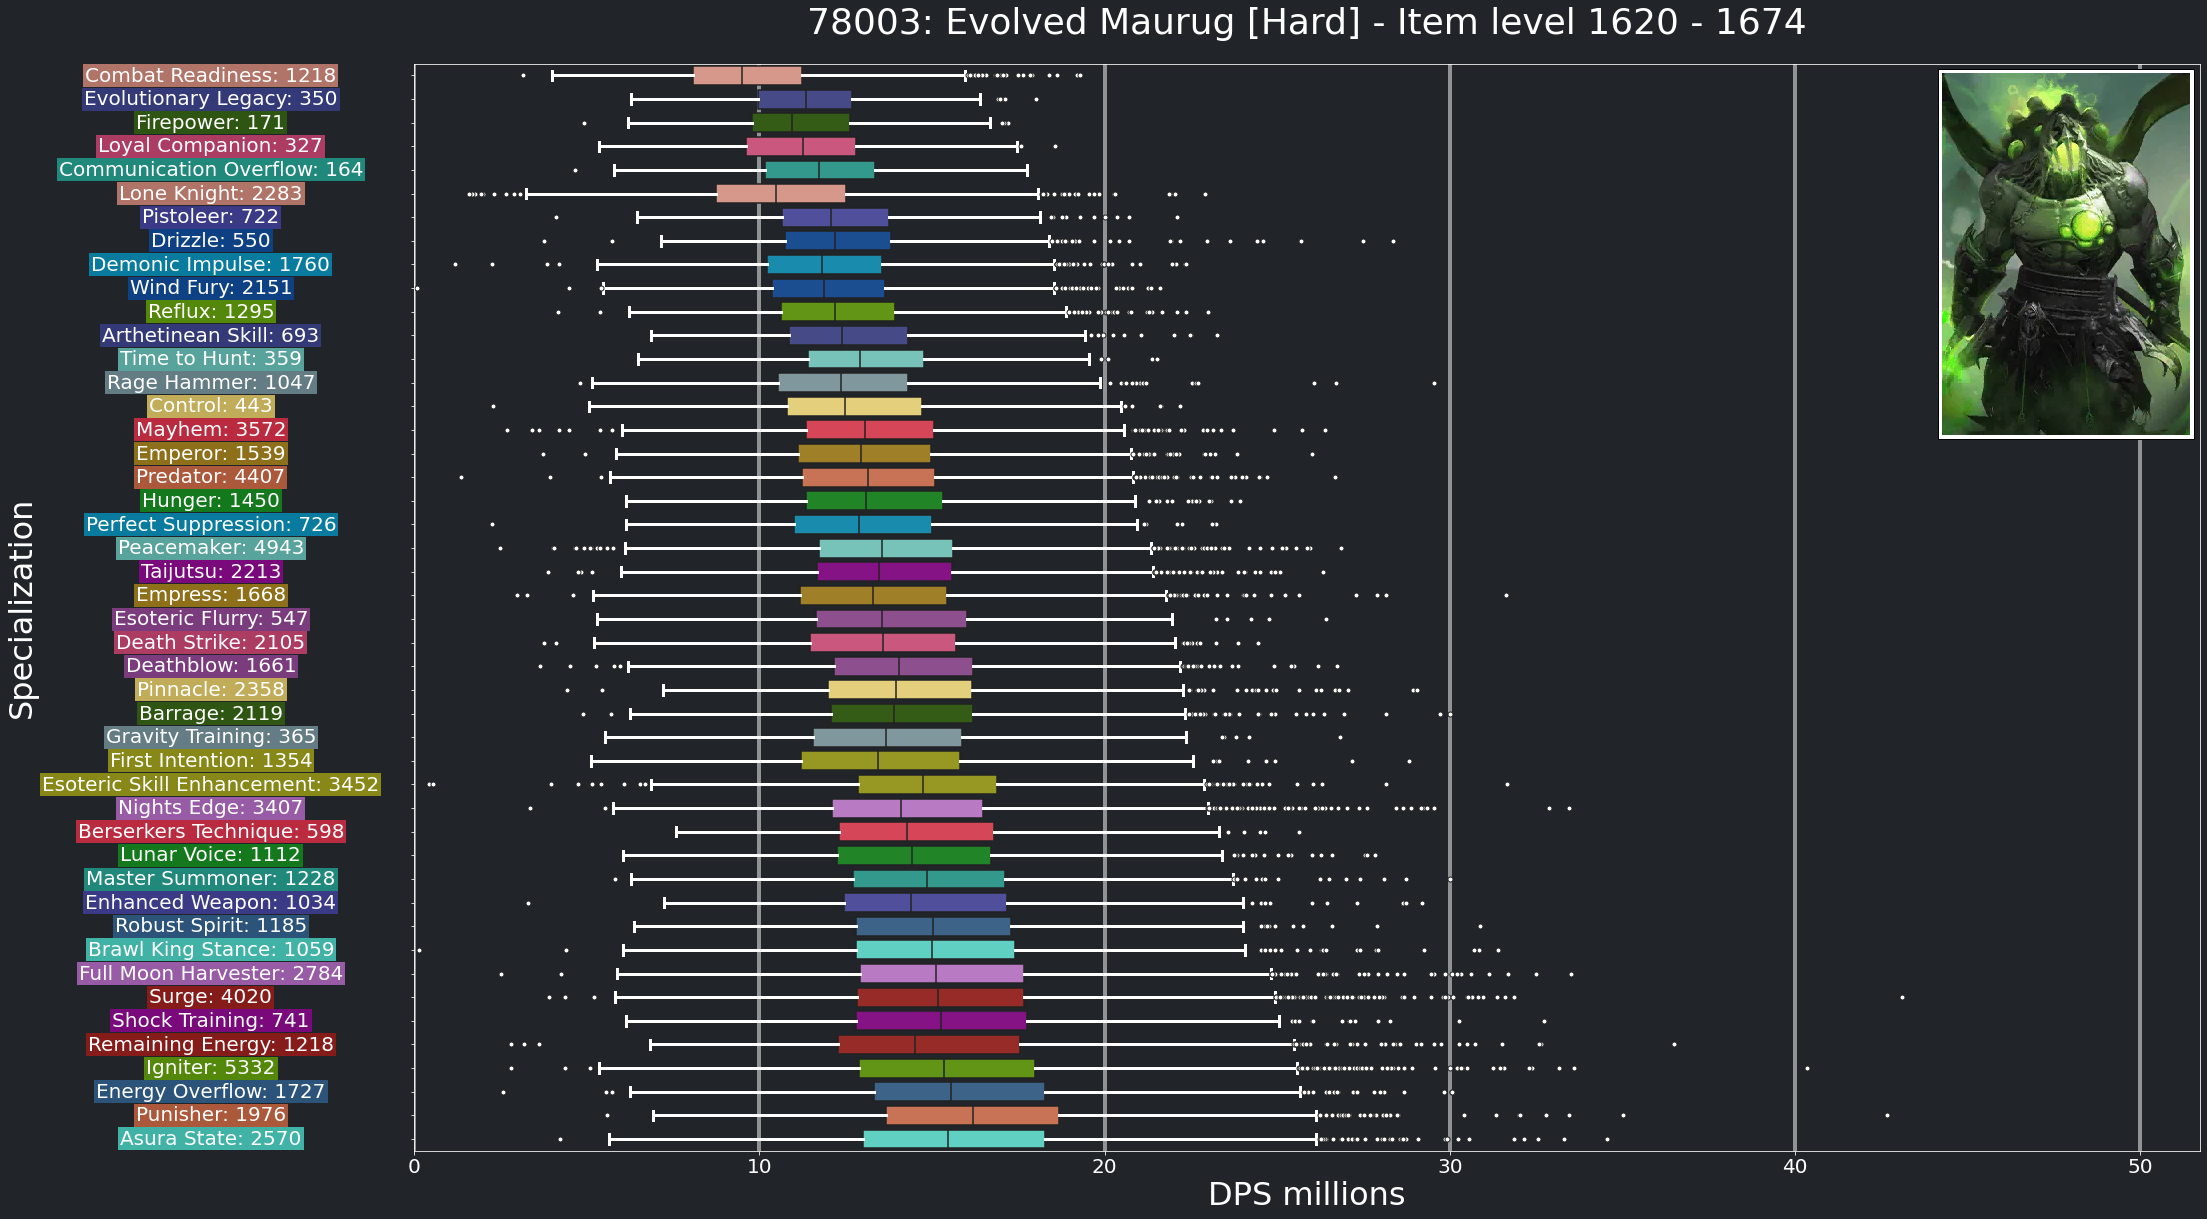 78003: Evolved Maurug [Hard] - Item level 1620 - 1674
Specialization
Combat Readiness: 1218
Evolutionary Legacy: 350
Firepower: 171
Loyal Companion: 327
Communication Overflow: 164
Lone Knight: 2283
Pistoleer: 722
Drizzle: 550
Demonic Impulse: 1760
Wind Fury: 2151
Reflux: 1295
Arthetinean Skill: 693
Time to Hunt: 359
Rage Hammer: 1047
Control: 443
Mayhem: 3572
Emperor: 1539
Predator: 4407
Hunger: 1450
Perfect Suppression: 726
Peacemaker: 4943
Taijutsu: 2213
Empress: 1668
Esoteric Flurry: 547
Death Strike: 2105
Deathblow: 1661
Pinnacle: 2358
Barrage: 2119
Gravity Training: 365
First Intention: 1354
Esoteric Skill Enhancement: 3452
Nights Edge: 3407
Berserkers Technique: 598
Lunar Voice: 1112
Master Summoner: 1228
Enhanced Weapon: 1034
Robust Spirit: 1185
Brawl King Stance: 1059
Full Moon Harvester: 2784
Surge: 4020
Shock Training: 741
Remaining Energy: 1218
Igniter: 5332
Energy Overflow: 1727
Punisher: 1976
Asura State: 2570
0 10 20 30 40 50
DPS millions